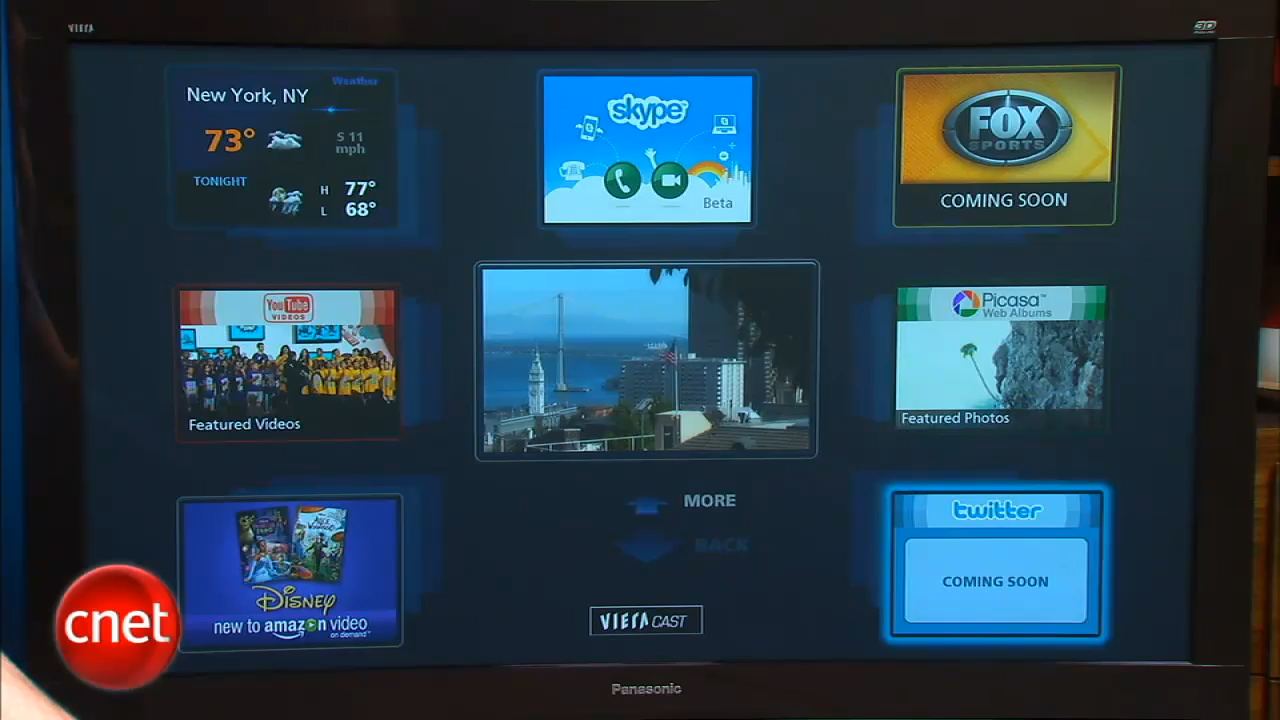 VIERA
3D
Weather
New York, NY
73°
S 11
mph
TONIGHT
H 77°
L 68°
skype
Beta
FOX
SPORTS
COMING SOON
YouTube
VIDEOS
Featured Videos
Picasa™
Web Albums
Featured Photos
MORE
BACK
DISNEY
new to amazon video
on demand™
twitter
COMING SOON
VIERA CAST
cnet
Panasonic